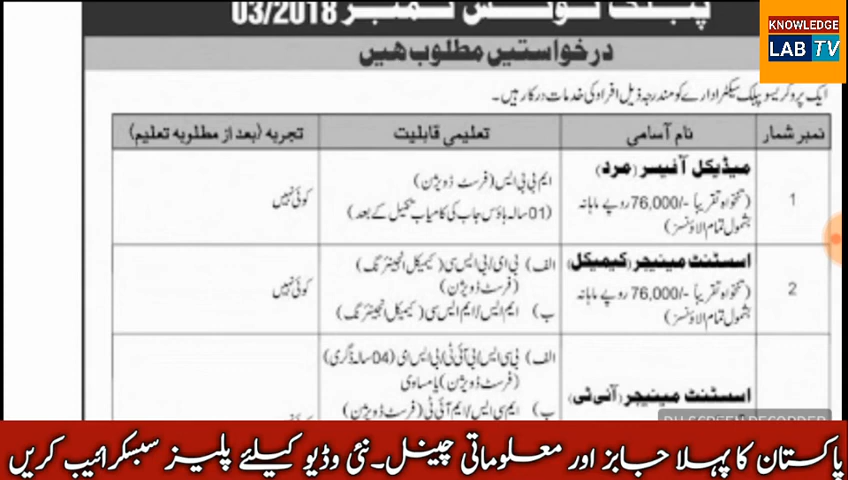 پبلک نوٹس نمبر 03/2018
KNOWLEDGE
LAB TV
درخواستیں مطلوب ہیں
ایک پروگریسو پبلک سیکٹر ادارے کو مندرجہ ذیل افراد کی خدمات درکار ہیں۔
نمبر شمار
نام آسامی
تعلیمی قابلیت
تجربہ (بعد از مطلوبہ تعلیم)
1
میڈیکل آفیسر (مرد)
(تنخواہ تقریباً -/76,000 روپے ماہانہ
بشمول تمام الاؤنسز)
ایم بی بی ایس (فرسٹ ڈویژن)
(01 سالہ ہاؤس جاب کی کامیاب تکمیل کے بعد)
کوئی نہیں
2
اسسٹنٹ مینیجر (کیمیکل)
(تنخواہ تقریباً -/76,000 روپے ماہانہ
بشمول تمام الاؤنسز)
الف) بی ای/بی ایس سی (کیمیکل انجینئرنگ)
(فرسٹ ڈویژن)
ب) ایم ایس/ایم ایس سی (کیمیکل انجینئرنگ)
کوئی نہیں
اسسٹنٹ مینیجر (آئی ٹی)
الف) بی سی ایس/بی آئی ٹی/بی ایس ای (04 سالہ ڈگری)
(فرسٹ ڈویژن) یا مساوی
ب) ایم سی ایس/ایم آئی ٹی (فرسٹ ڈویژن)
پاکستان کا پہلا جابز اور معلوماتی چینل۔ نئی وڈیو کیلئے پلیز سبسکرائیب کریں